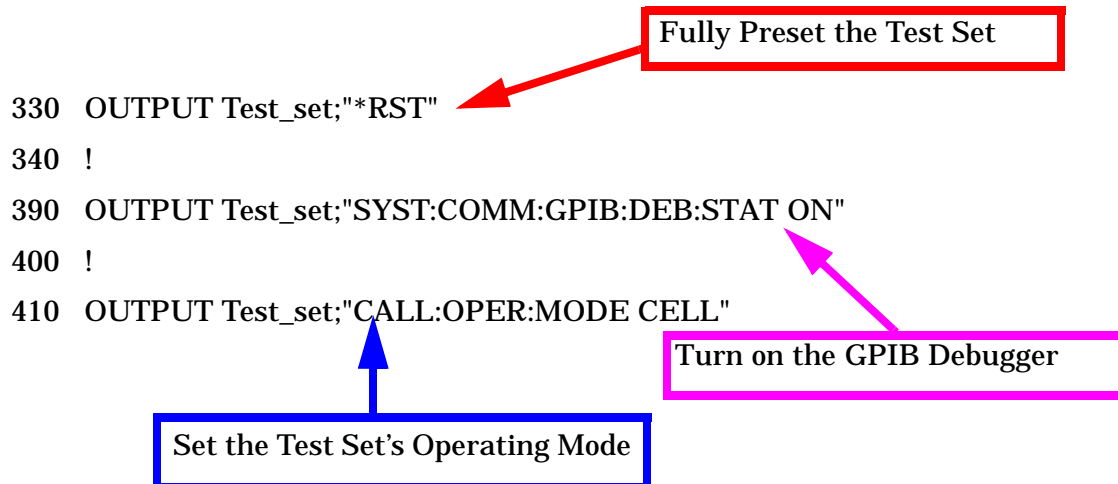 Fully Preset the Test Set
330 OUTPUT Test_set;"*RST"
340 !
390 OUTPUT Test_set;"SYST:COMM:GPIB:DEB:STAT ON"
400 !
410 OUTPUT Test_set;"CALL:OPER:MODE CELL"
Turn on the GPIB Debugger
Set the Test Set's Operating Mode